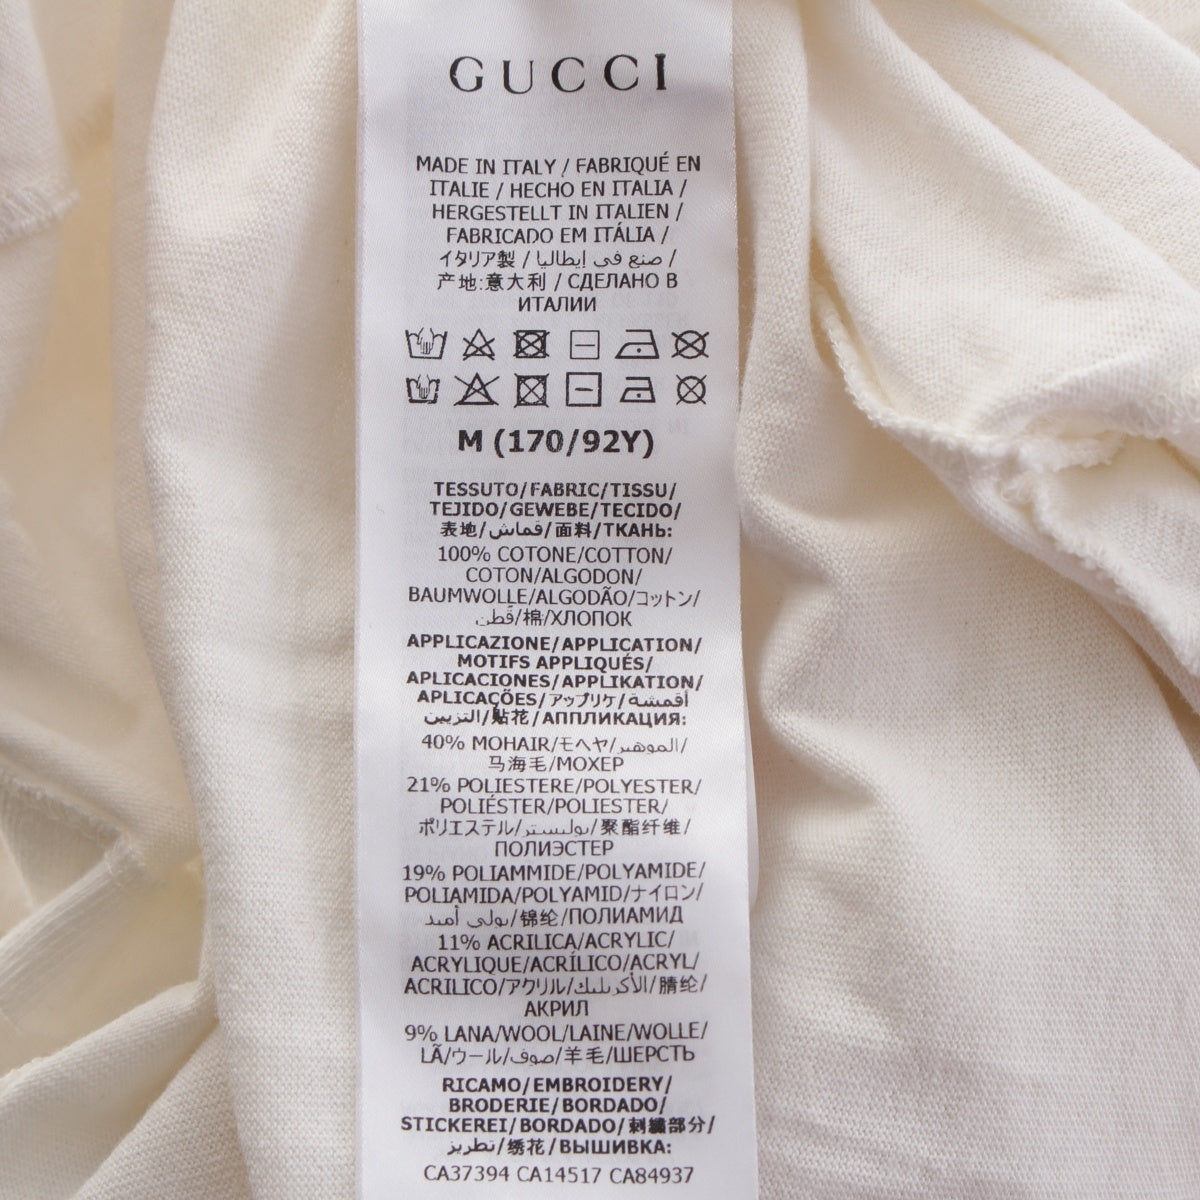 GUCCI
MADE IN ITALY / FABRIQUÉ EN
ITALIE / HECHO EN ITALIA /
HERGESTELLT IN ITALIEN /
FABRICADO EM ITÁLIA /
イタリア製 / صنع في إيطاليا /
产地:意大利 / СДЕЛАНО В
ИТАЛИИ
M (170/92Y)
TESSUTO/FABRIC/TISSU/
TEJIDO/GEWEBE/TECIDO/
表地/قماش/面料/ТКАНЬ:
100% COTONE/COTTON/
COTON/ALGODON/
BAUMWOLLE/ALGODÃO/コットン/
قطن/棉/ХЛОПОК
APPLICAZIONE/APPLICATION/
MOTIFS APPLIQUÉS/
APLICACIONES/APPLIKATION/
APLICAÇÕES/アップリケ/أقمشة
التزيين/贴花/АППЛИКАЦИЯ:
40% MOHAIR/モヘヤ/الموهير/
马海毛/МОХЕР
21% POLIESTERE/POLYESTER/
POLIÉSTER/POLIESTER/
ポリエステル/بوليستر/聚酯纤维/
ПОЛИЭСТЕР
19% POLIAMMIDE/POLYAMIDE/
POLIAMIDA/POLYAMID/ナイロン/
بولي أميد/锦纶/ПОЛИАМИД
11% ACRILICA/ACRYLIC/
ACRYLIQUE/ACRÍLICO/ACRYL/
ACRILICO/アクリル/الأكريليك/腈纶/
АКРИЛ
9% LANA/WOOL/LAINE/WOLLE/
LÃ/ウール/صوف/羊毛/ШЕРСТЬ
RICAMO/EMBROIDERY/
BRODERIE/BORDADO/
STICKEREI/BORDADO/刺繍部分/
تطريز/绣花/ВЫШИВКА:
CA37394 CA14517 CA84937